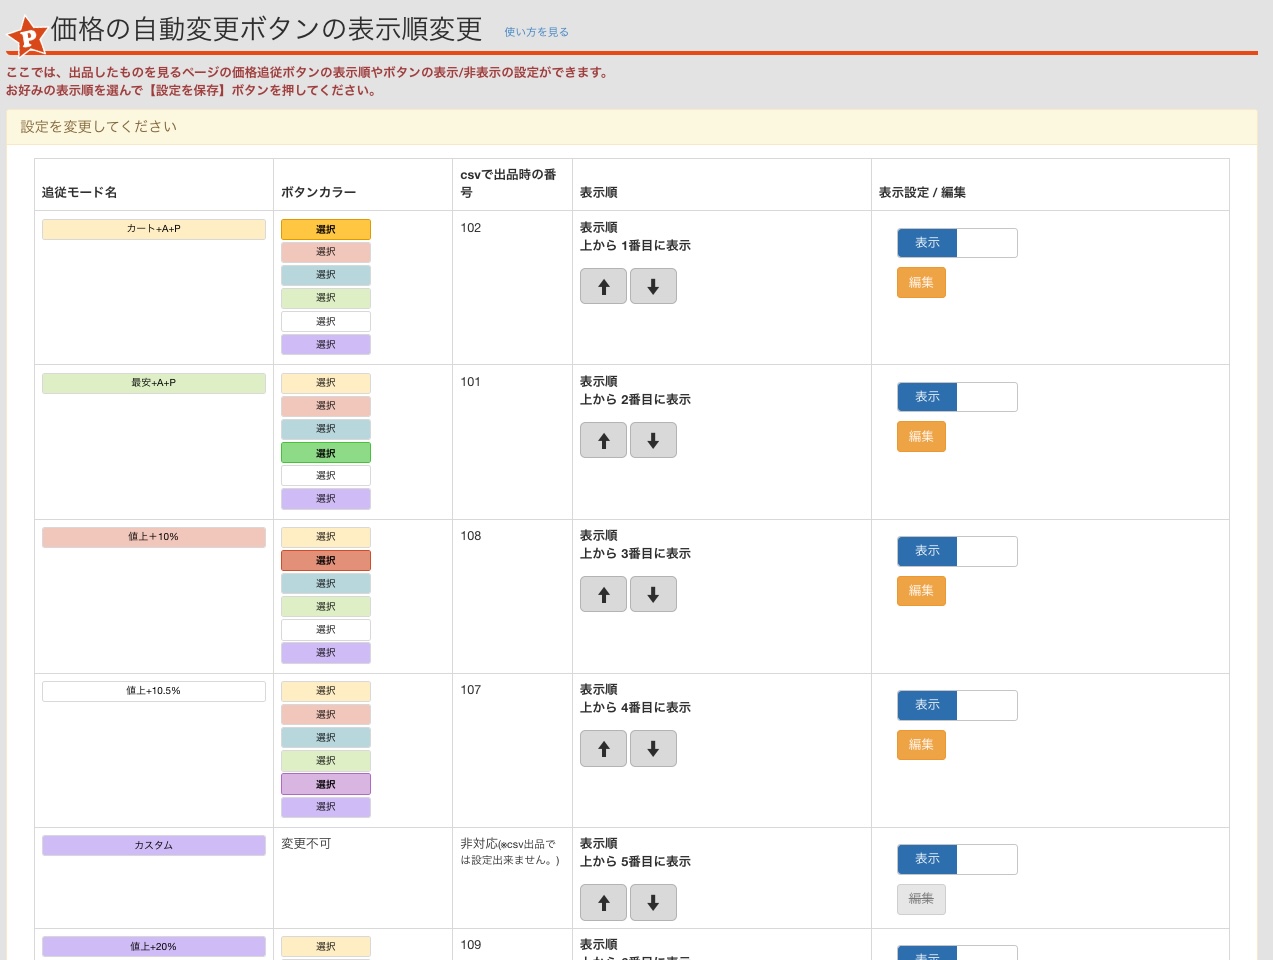 P
価格の自動変更ボタンの表示順変更 使い方を見る
ここでは、出品したものを見るページの価格追従ボタンの表示順やボタンの表示/非表示の設定ができます。
お好みの表示順を選んで【設定を保存】ボタンを押してください。
設定を変更してください
追従モード名 ボタンカラー csvで出品時の番号 表示順 表示設定 / 編集
カート+A+P
選択
選択
選択
選択
選択
選択
102
表示順
上から 1番目に表示
表示
編集
最安+A+P
選択
選択
選択
選択
選択
選択
101
表示順
上から 2番目に表示
表示
編集
値上＋10%
選択
選択
選択
選択
選択
選択
108
表示順
上から 3番目に表示
表示
編集
値上+10.5%
選択
選択
選択
選択
選択
選択
107
表示順
上から 4番目に表示
表示
編集
カスタム
変更不可
非対応(※csv出品で
は設定出来ません。)
表示順
上から 5番目に表示
表示
編集
値上+20%
選択
109
表示順
表示